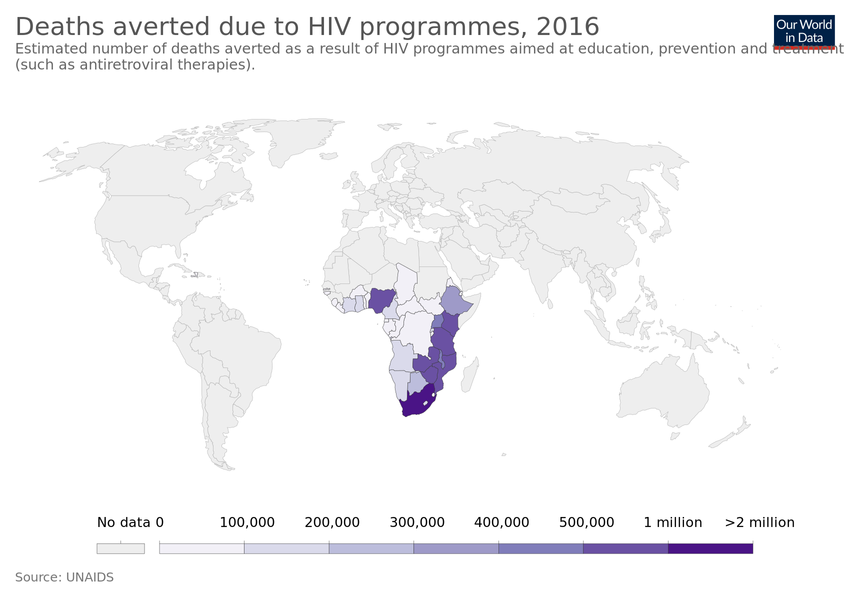 Deaths averted due to HIV programmes, 2016
Our World
in Data
Estimated number of deaths averted as a result of HIV programmes aimed at education, prevention and treatment
(such as antiretroviral therapies).
No data 0 100,000 200,000 300,000 400,000 500,000 1 million >2 million
Source: UNAIDS